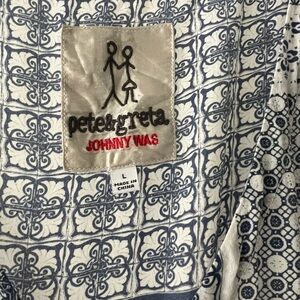 pete&greta
JOHNNY WAS
L
MADE IN
CHINA